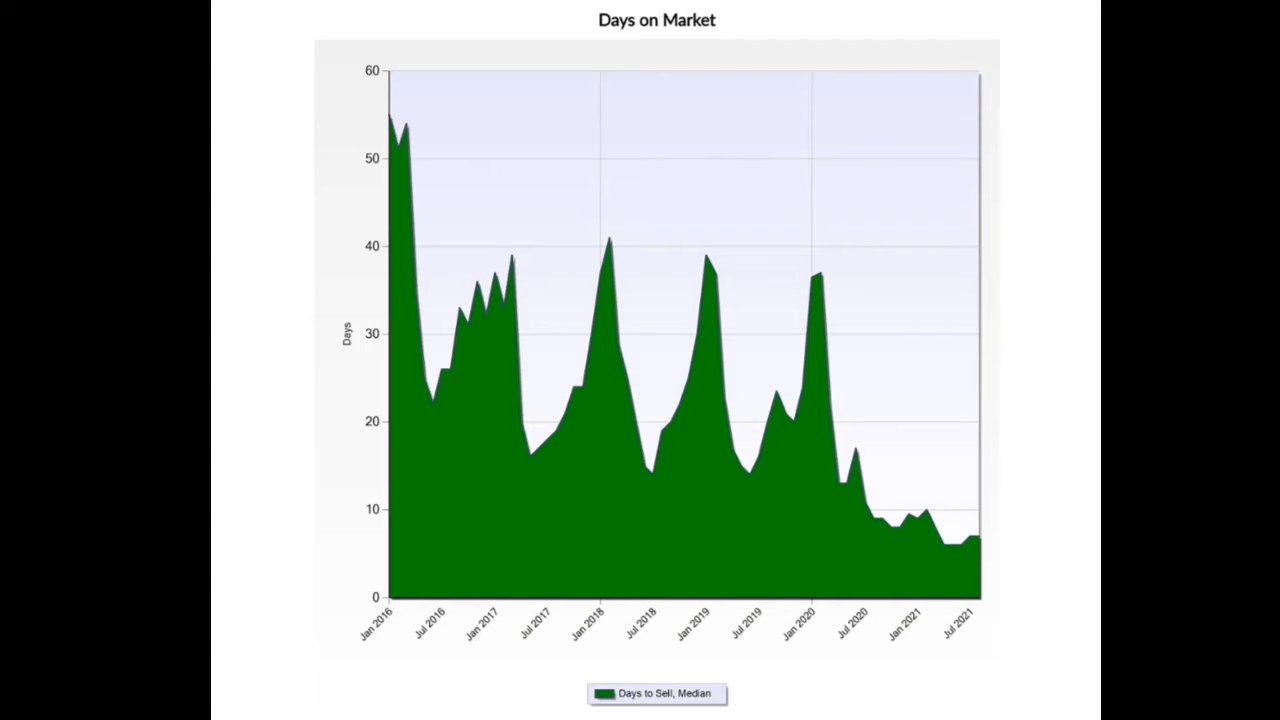 Days on Market
60
50
40
30
20
10
0
Days
Jan 2016
Jul 2016
Jan 2017
Jul 2017
Jan 2018
Jul 2018
Jan 2019
Jul 2019
Jan 2020
Jul 2020
Jan 2021
Jul 2021
Days to Sell, Median